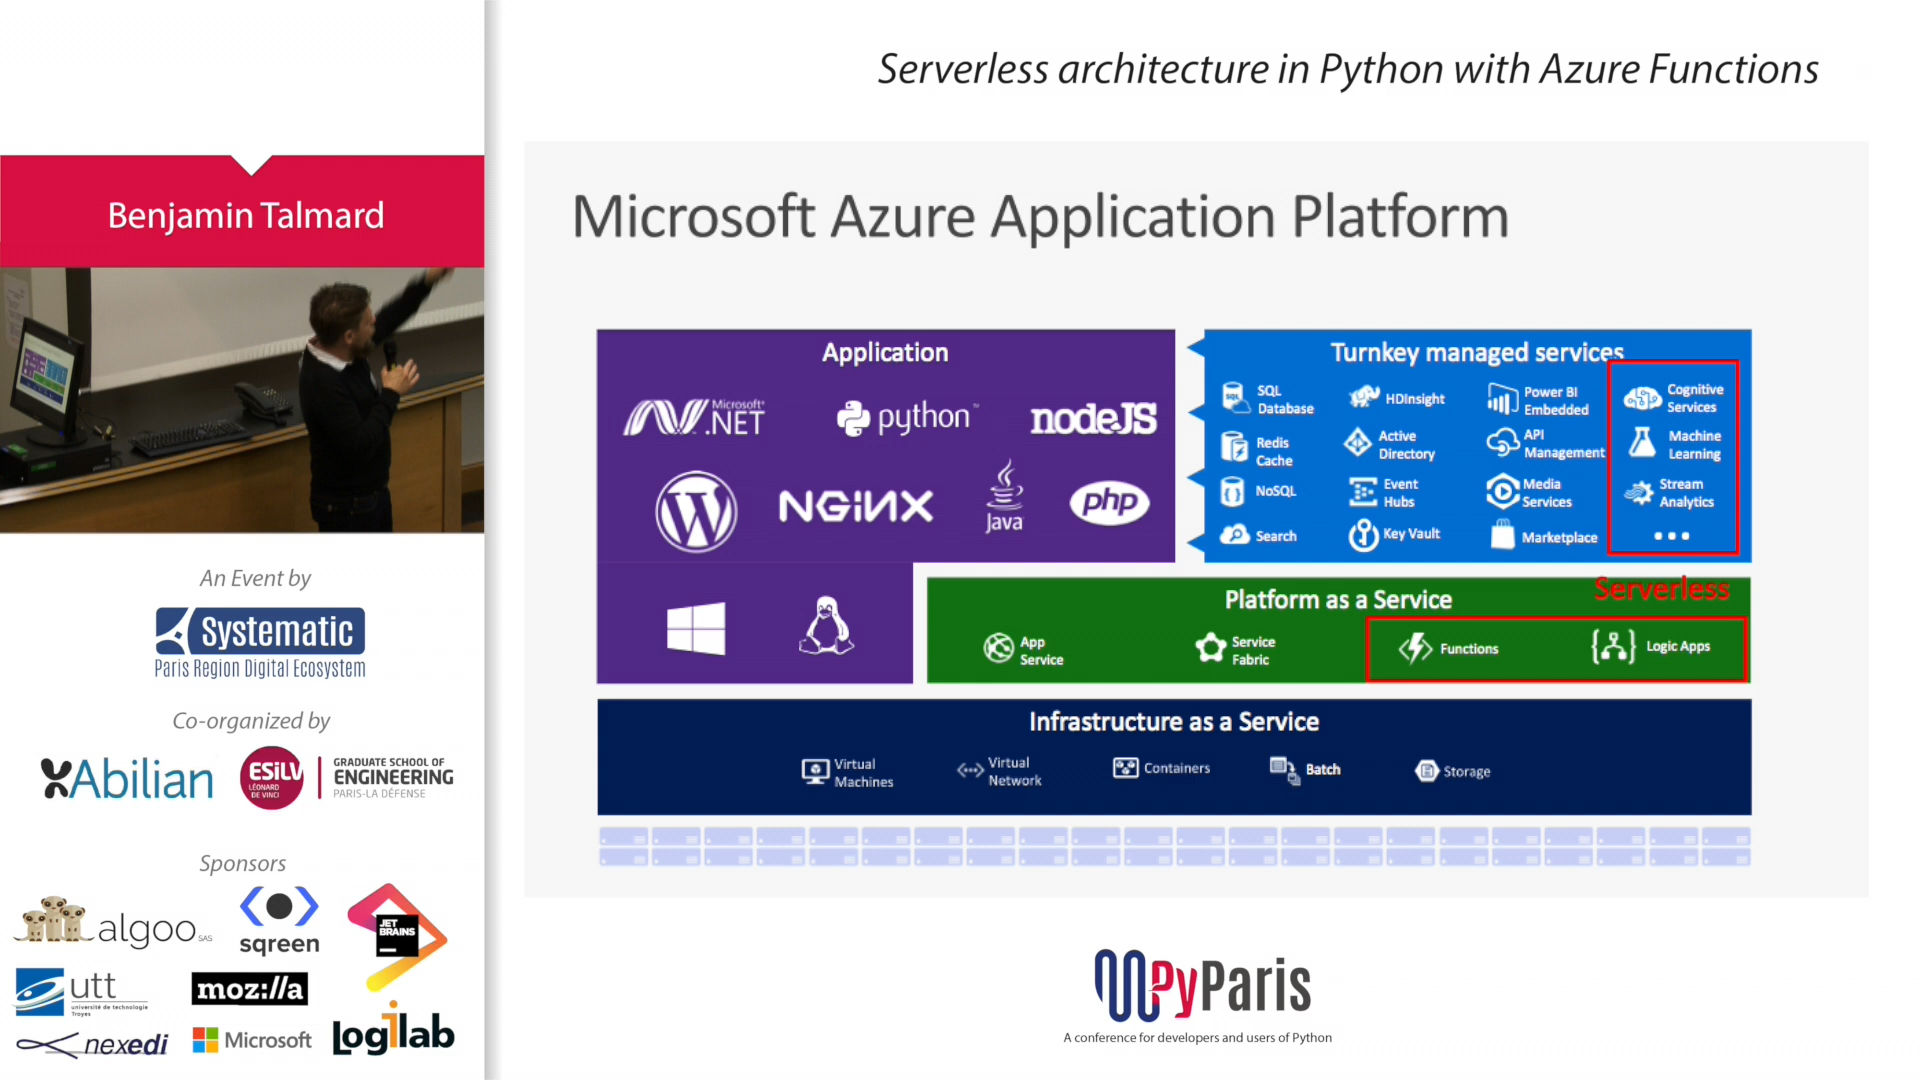 Serverless architecture in Python with Azure Functions
Benjamin Talmard
An Event by
Systematic
Paris Region Digital Ecosystem
Co-organized by
Abilian
ESILV
LÉONARD
DE VINCI
GRADUATE SCHOOL OF
ENGINEERING
PARIS-LA DÉFENSE
Sponsors
algoo SAS
sqreen
JET
BRAINS
utt
université de technologie
Troyes
moz://a
nexedi
Microsoft
Logilab
Microsoft Azure Application Platform
Application
Microsoft
.NET
python
nodeJS
NGiNX
Java
php
Turnkey managed services
SQL
SQL
Database
HDInsight
Power BI
Embedded
Cognitive
Services
Redis
Cache
Active
Directory
API
Management
Machine
Learning
NoSQL
Event
Hubs
Media
Services
Stream
Analytics
Search
Key Vault
Marketplace
...
Serverless
Platform as a Service
App
Service
Service
Fabric
Functions
Logic Apps
Infrastructure as a Service
Virtual
Machines
Virtual
Network
Containers
Batch
Storage
PyParis
A conference for developers and users of Python